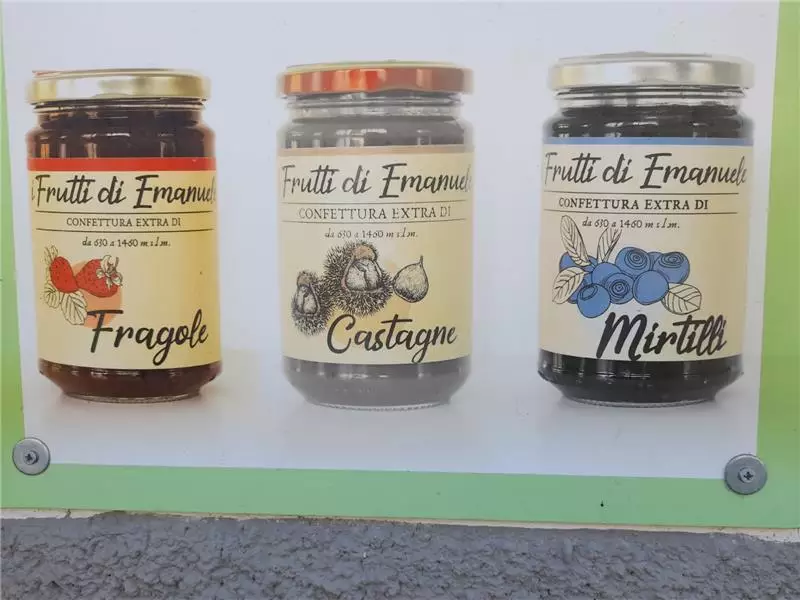 i Frutti di Emanuele
CONFETTURA EXTRA DI
da 630 a 1460 m s.l.m.
Fragole
Frutti di Emanuele
CONFETTURA EXTRA DI
da 630 a 1460 m s.l.m.
Castagne
Frutti di Emanuele
CONFETTURA EXTRA DI
da 630 a 1460 m s.l.m.
Mirtilli